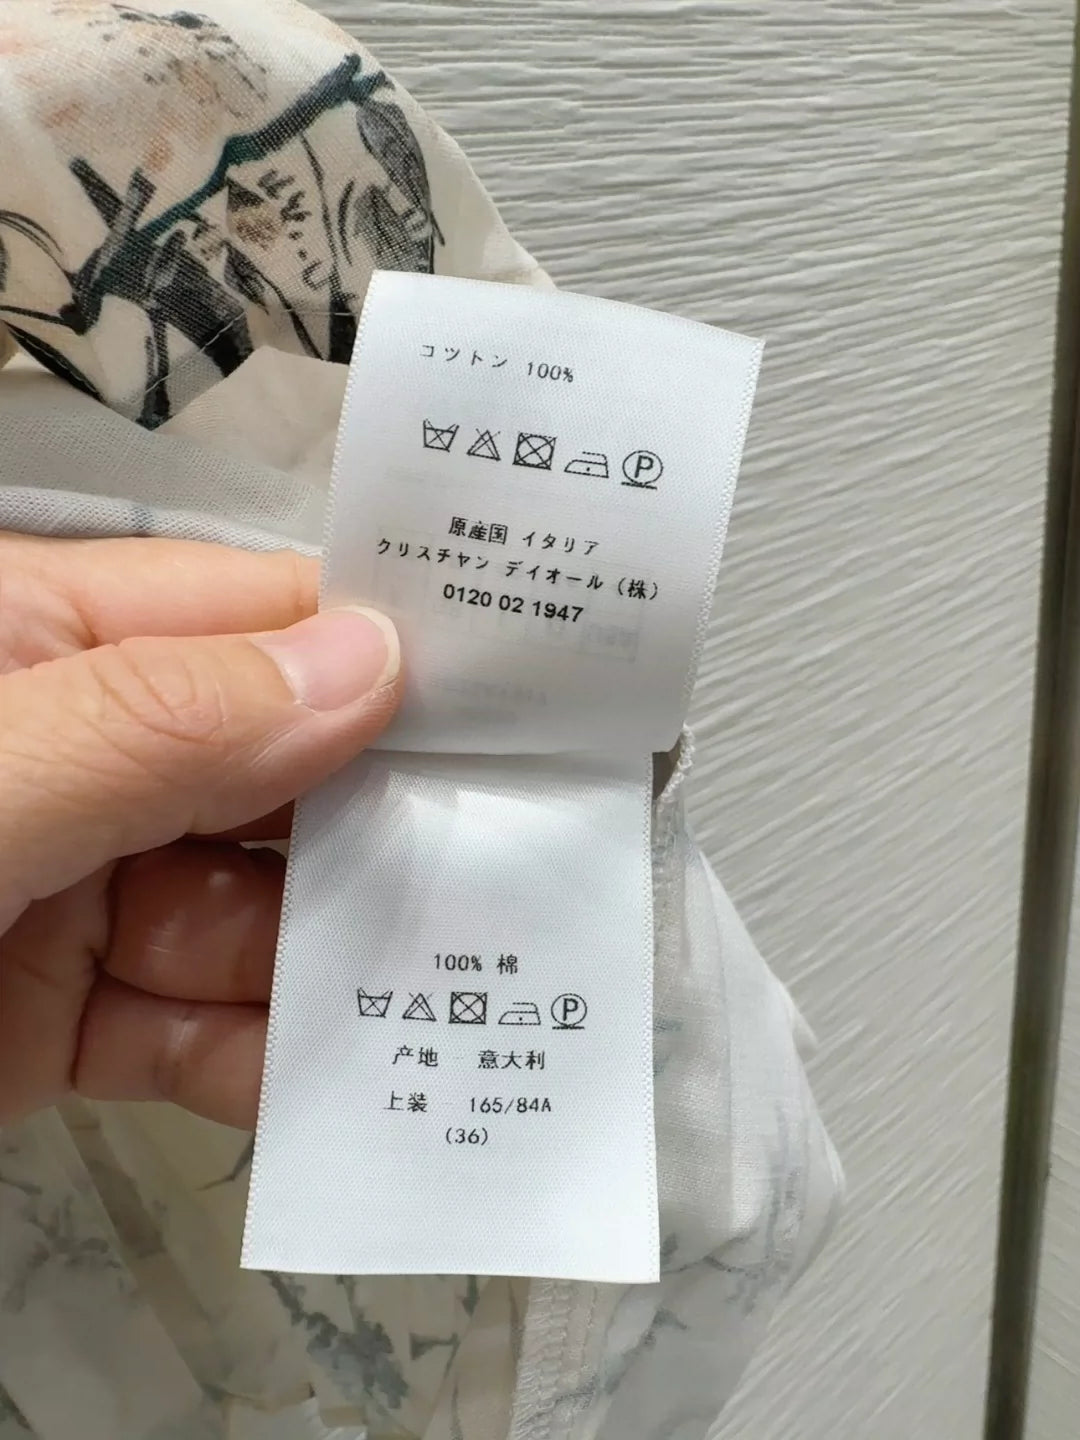 コットン 100%
P
原産国 イタリア
クリスチャン デイオール (株)
0120 02 1947
100% 棉
P
产地 意大利
上装 165/84A
(36)